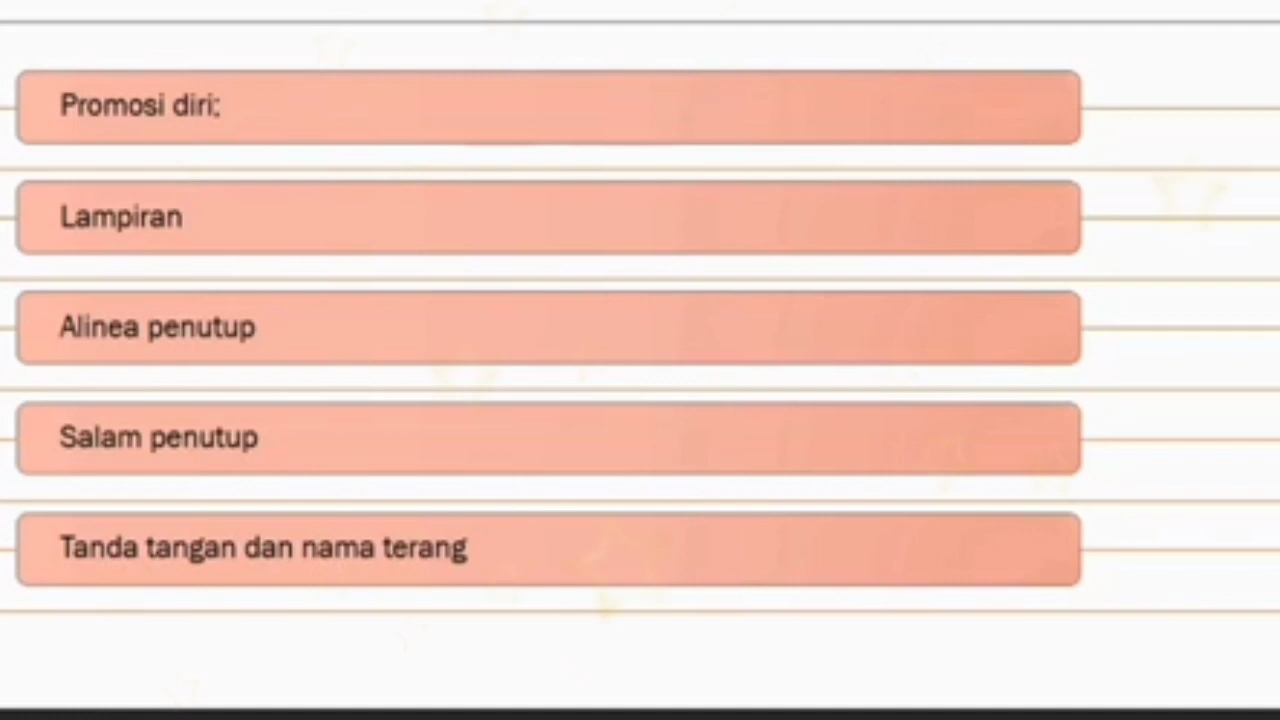 Promosi diri;
Lampiran
Alinea penutup
Salam penutup
Tanda tangan dan nama terang